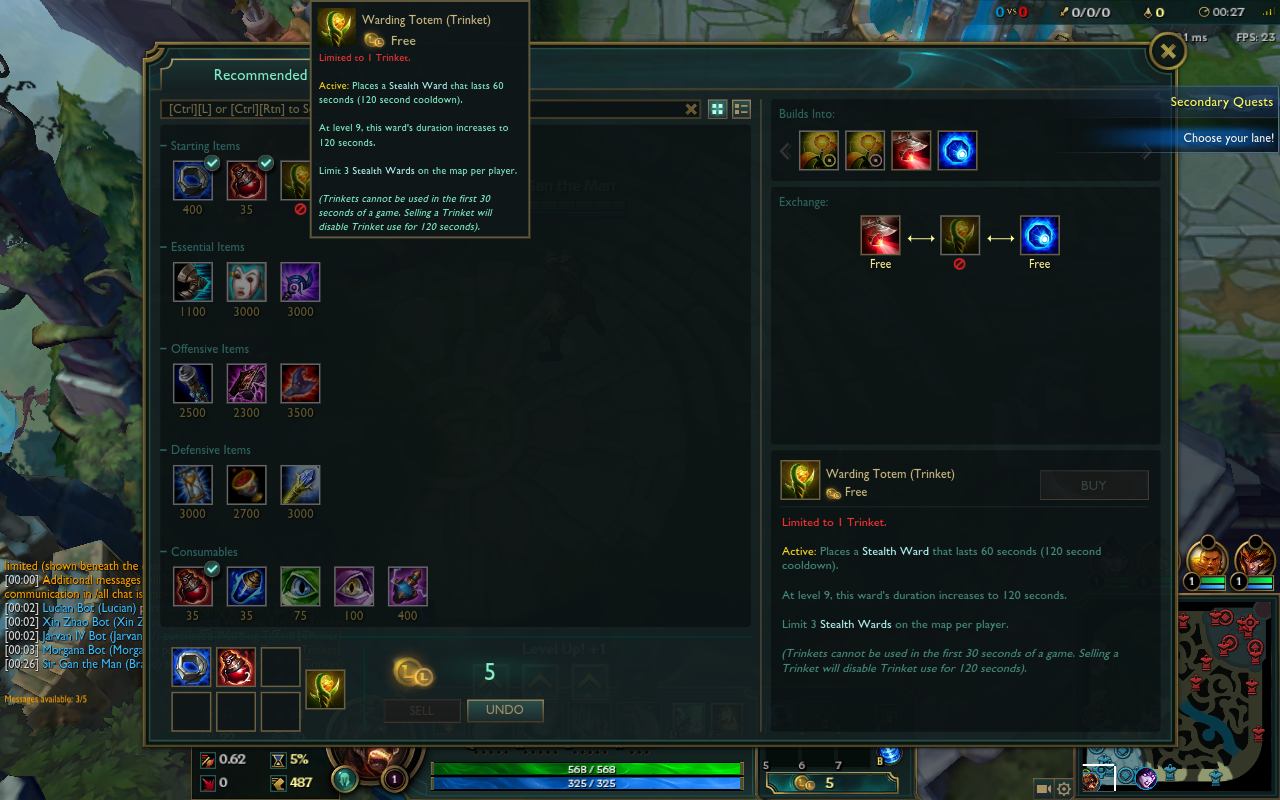 Warding Totem (Trinket)
Free
Limited to 1 Trinket.
Active: Places a Stealth Ward that lasts 60
seconds (120 second cooldown).
At level 9, this ward's duration increases to
120 seconds.
Limit 3 Stealth Wards on the map per player.
(Trinkets cannot be used in the first 30
seconds of a game. Selling a Trinket will
disable Trinket use for 120 seconds).
0 vs 0
0/0/0
0
00:27
1 ms
FPS: 23
Secondary Quests
Choose your lane!
Recommended
[Ctrl][L] or [Ctrl][Rtn] to S
Starting Items
400
35
Essential Items
1100
3000
3000
Offensive Items
2500
2300
3500
Defensive Items
3000
2700
3000
Consumables
35
35
75
100
400
Builds Into:
Exchange:
Free
Free
Warding Totem (Trinket)
Free
BUY
Limited to 1 Trinket.
Active: Places a Stealth Ward that lasts 60 seconds (120 second
cooldown).
At level 9, this ward's duration increases to 120 seconds.
Limit 3 Stealth Wards on the map per player.
(Trinkets cannot be used in the first 30 seconds of a game. Selling a
Trinket will disable Trinket use for 120 seconds).
limited (shown beneath the
[00:00] Additional messages
communication in /all chat is
[00:02] Lucian Bot (Lucian)
[00:02] Xin Zhao Bot (Xin Z
[00:02] Jarvan IV Bot (Jarvan
[00:03] Morgana Bot (Morga
[00:26] Sir Gan the Man (Bra
Messages available: 3/5
2
Level Up! +1
5
SELL
UNDO
0.62
5%
0
487
1
568 / 568
325 / 325
5
6
7
B
5
1
1